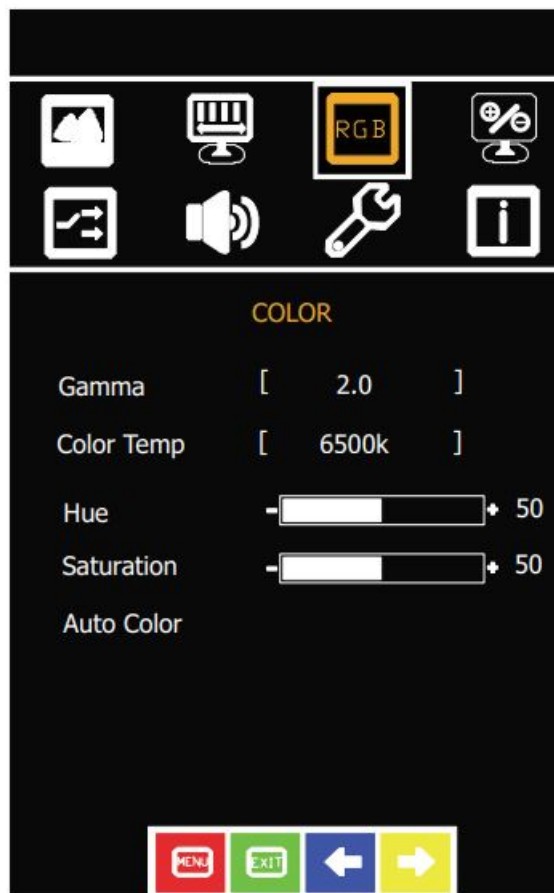 RGB
i
COLOR
Gamma [ 2.0 ]
Color Temp [ 6500k ]
Hue - + 50
Saturation - + 50
Auto Color
MENU EXIT